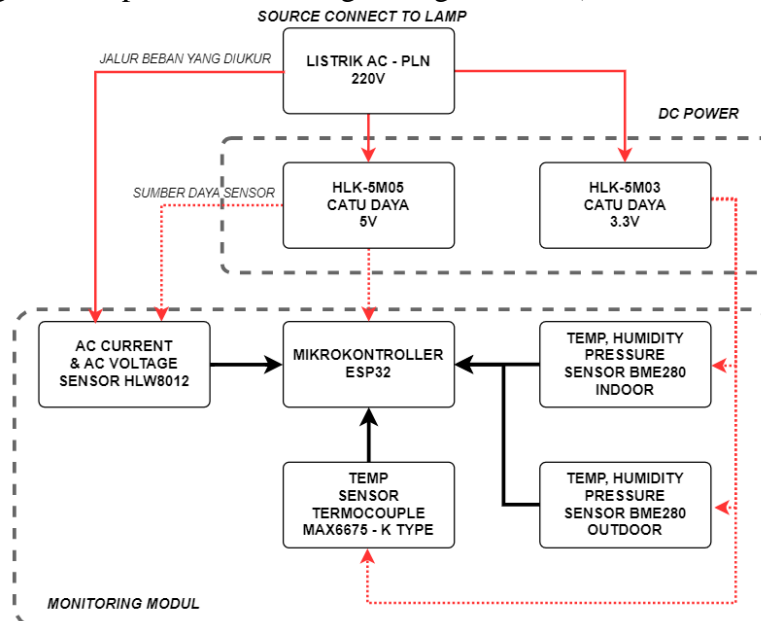 SOURCE CONNECT TO LAMP
JALUR BEBAN YANG DIUKUR
LISTRIK AC - PLN
220V
DC POWER
SUMBER DAYA SENSOR
HLK-5M05
CATU DAYA
5V
HLK-5M03
CATU DAYA
3.3V
AC CURRENT
& AC VOLTAGE
SENSOR HLW8012
MIKROKONTROLLER
ESP32
TEMP, HUMIDITY
PRESSURE
SENSOR BME280
INDOOR
TEMP
SENSOR
TERMOCOUPLE
MAX6675 - K TYPE
TEMP, HUMIDITY
PRESSURE
SENSOR BME280
OUTDOOR
MONITORING MODUL